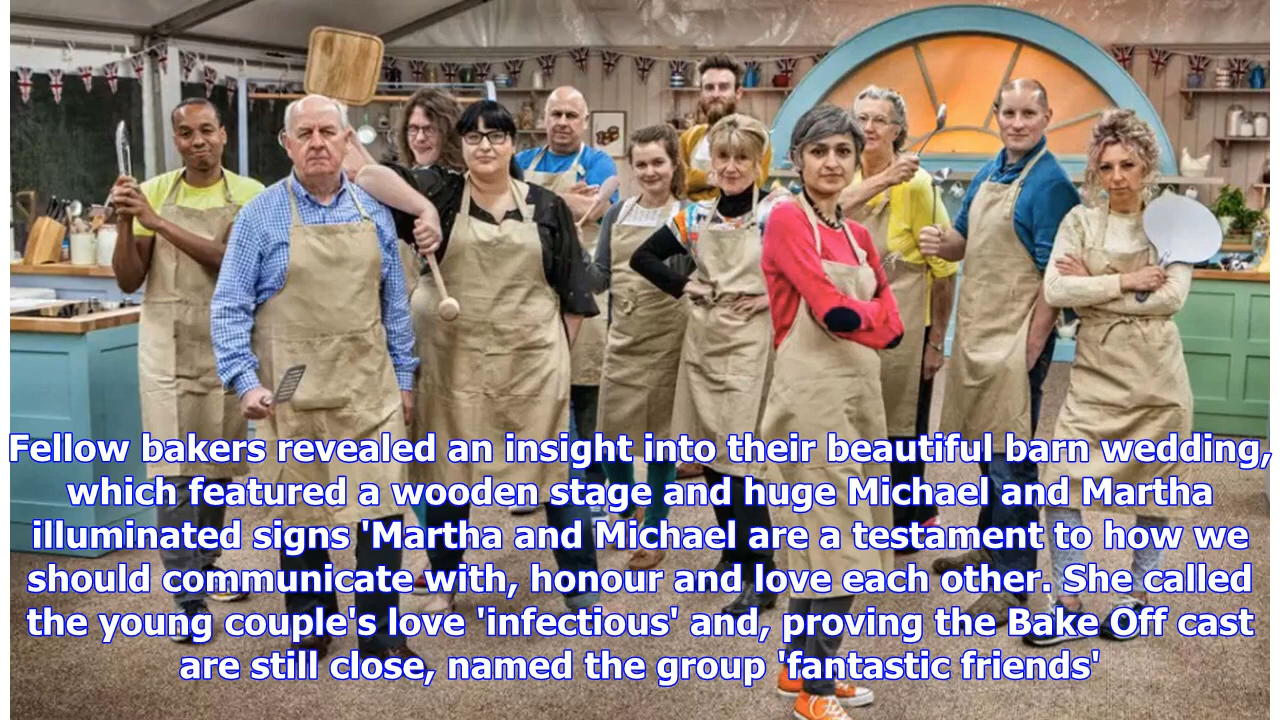 Fellow bakers revealed an insight into their beautiful barn wedding,
which featured a wooden stage and huge Michael and Martha
illuminated signs 'Martha and Michael are a testament to how we
should communicate with, honour and love each other. She called
the young couple's love 'infectious' and, proving the Bake Off cast
are still close, named the group 'fantastic friends'